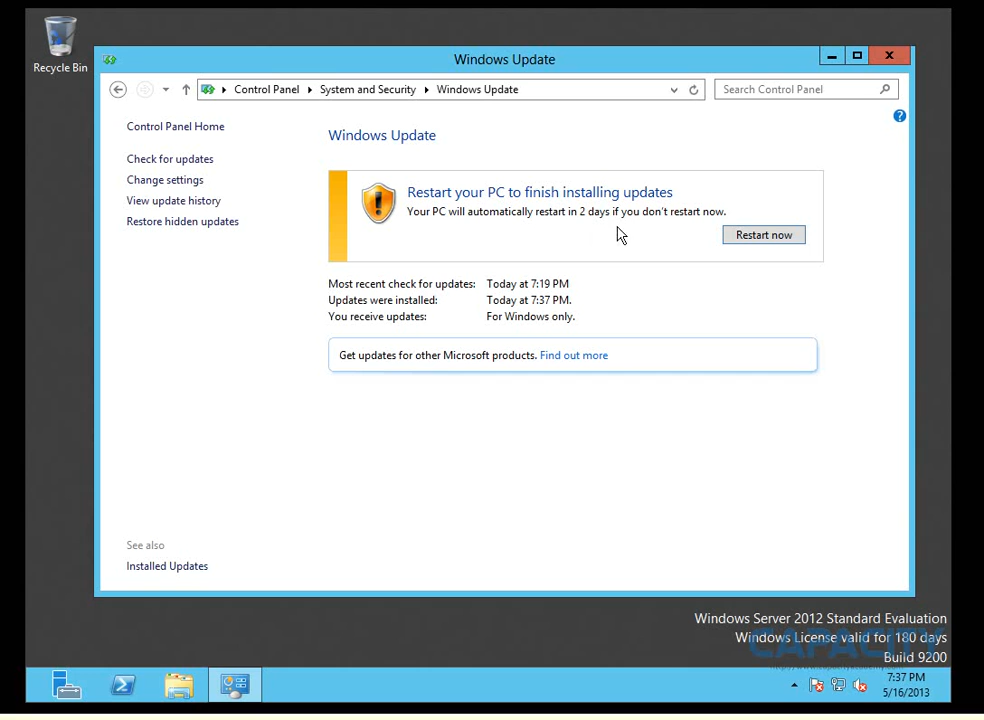 Recycle Bin
Windows Update
Control Panel
System and Security
Windows Update
Search Control Panel
Control Panel Home
Check for updates
Change settings
View update history
Restore hidden updates
Windows Update
Restart your PC to finish installing updates
Your PC will automatically restart in 2 days if you don't restart now.
Restart now
Most recent check for updates: Today at 7:19 PM
Updates were installed: Today at 7:37 PM.
You receive updates: For Windows only.
Get updates for other Microsoft products. Find out more
See also
Installed Updates
Windows Server 2012 Standard Evaluation
Windows License valid for 180 days
CAPACITY
Build 9200
7:37 PM
5/16/2013